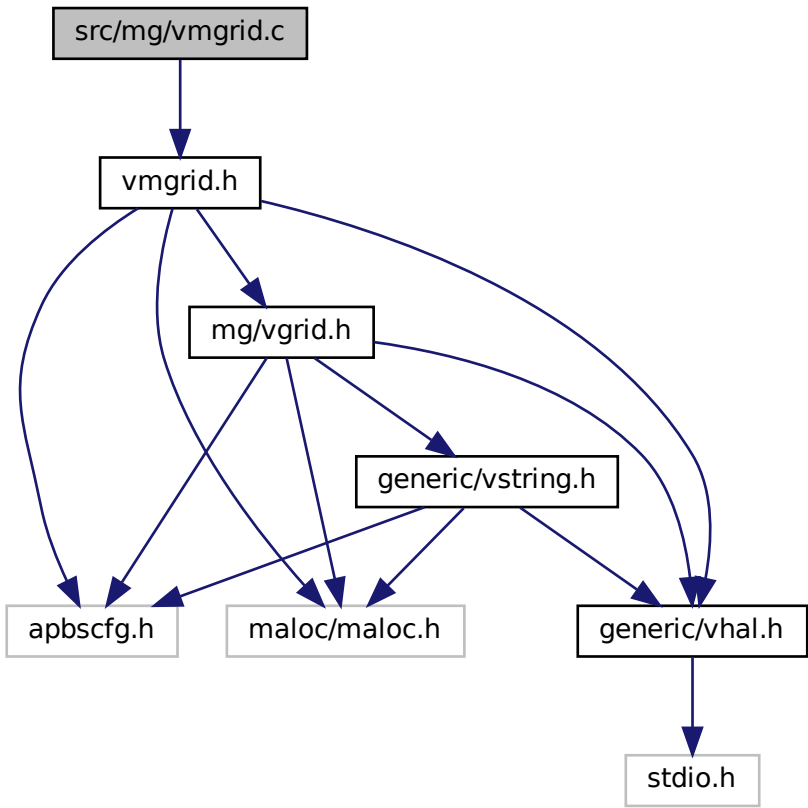 src/mg/vmgrid.c
vmgrid.h
mg/vgrid.h
generic/vstring.h
apbscfg.h
maloc/maloc.h
generic/vhal.h
stdio.h